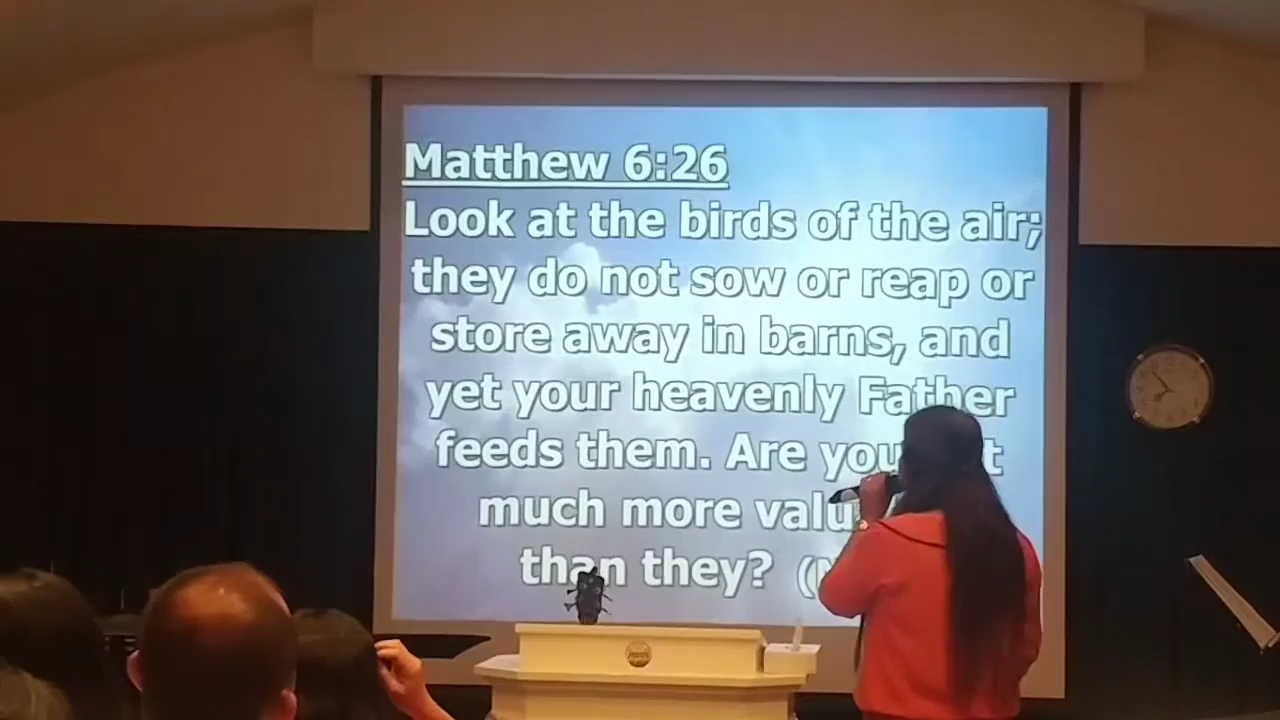 Matthew 6:26
Look at the birds of the air;
they do not sow or reap or
store away in barns, and
yet your heavenly Father
feeds them. Are you
much more
than they?